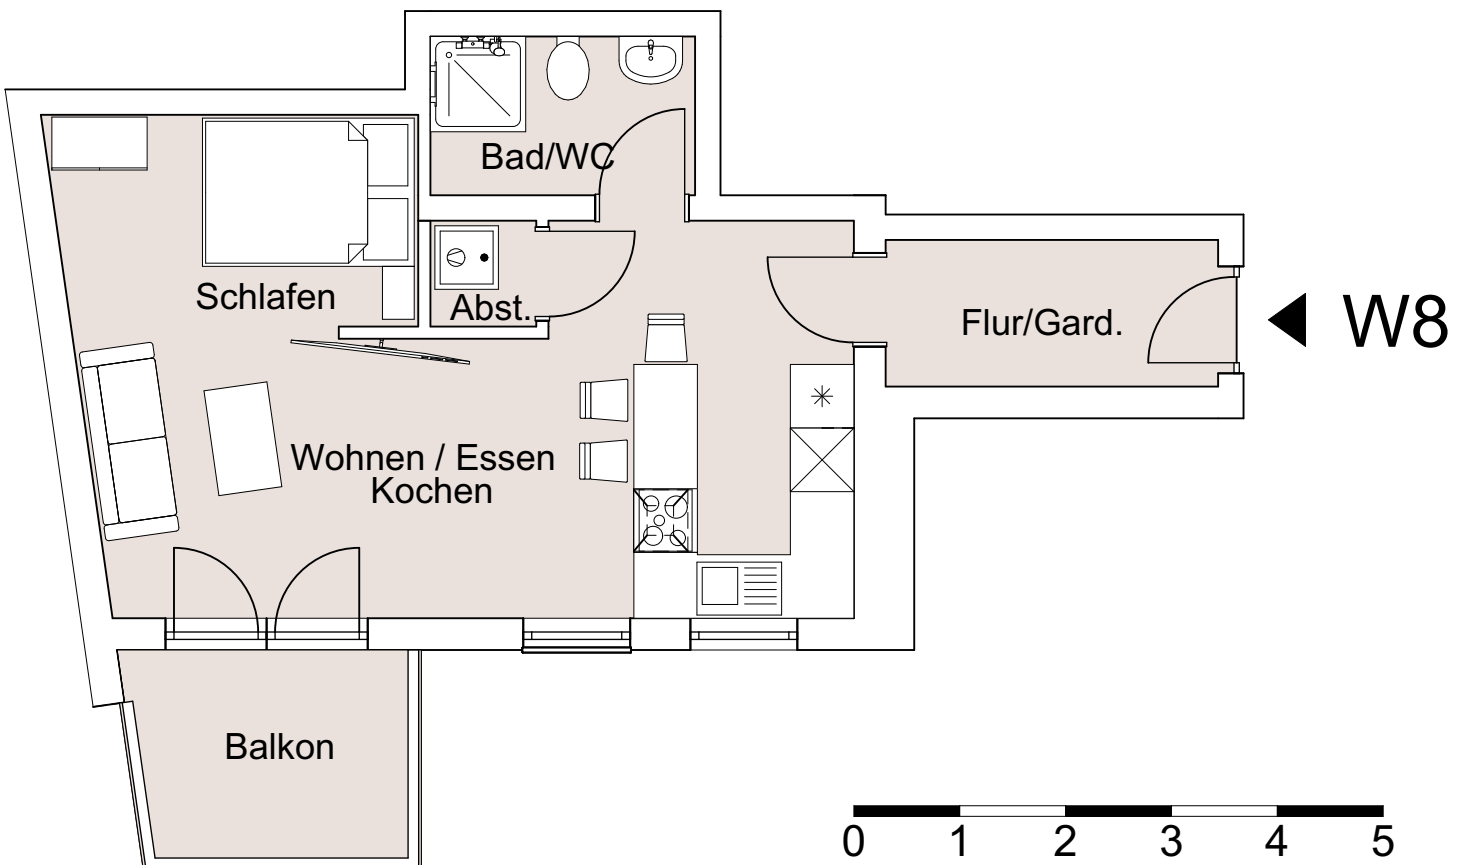 Bad/WC
Schlafen
Abst.
Flur/Gard.
W8
Wohnen / Essen
Kochen
Balkon
0 1 2 3 4 5